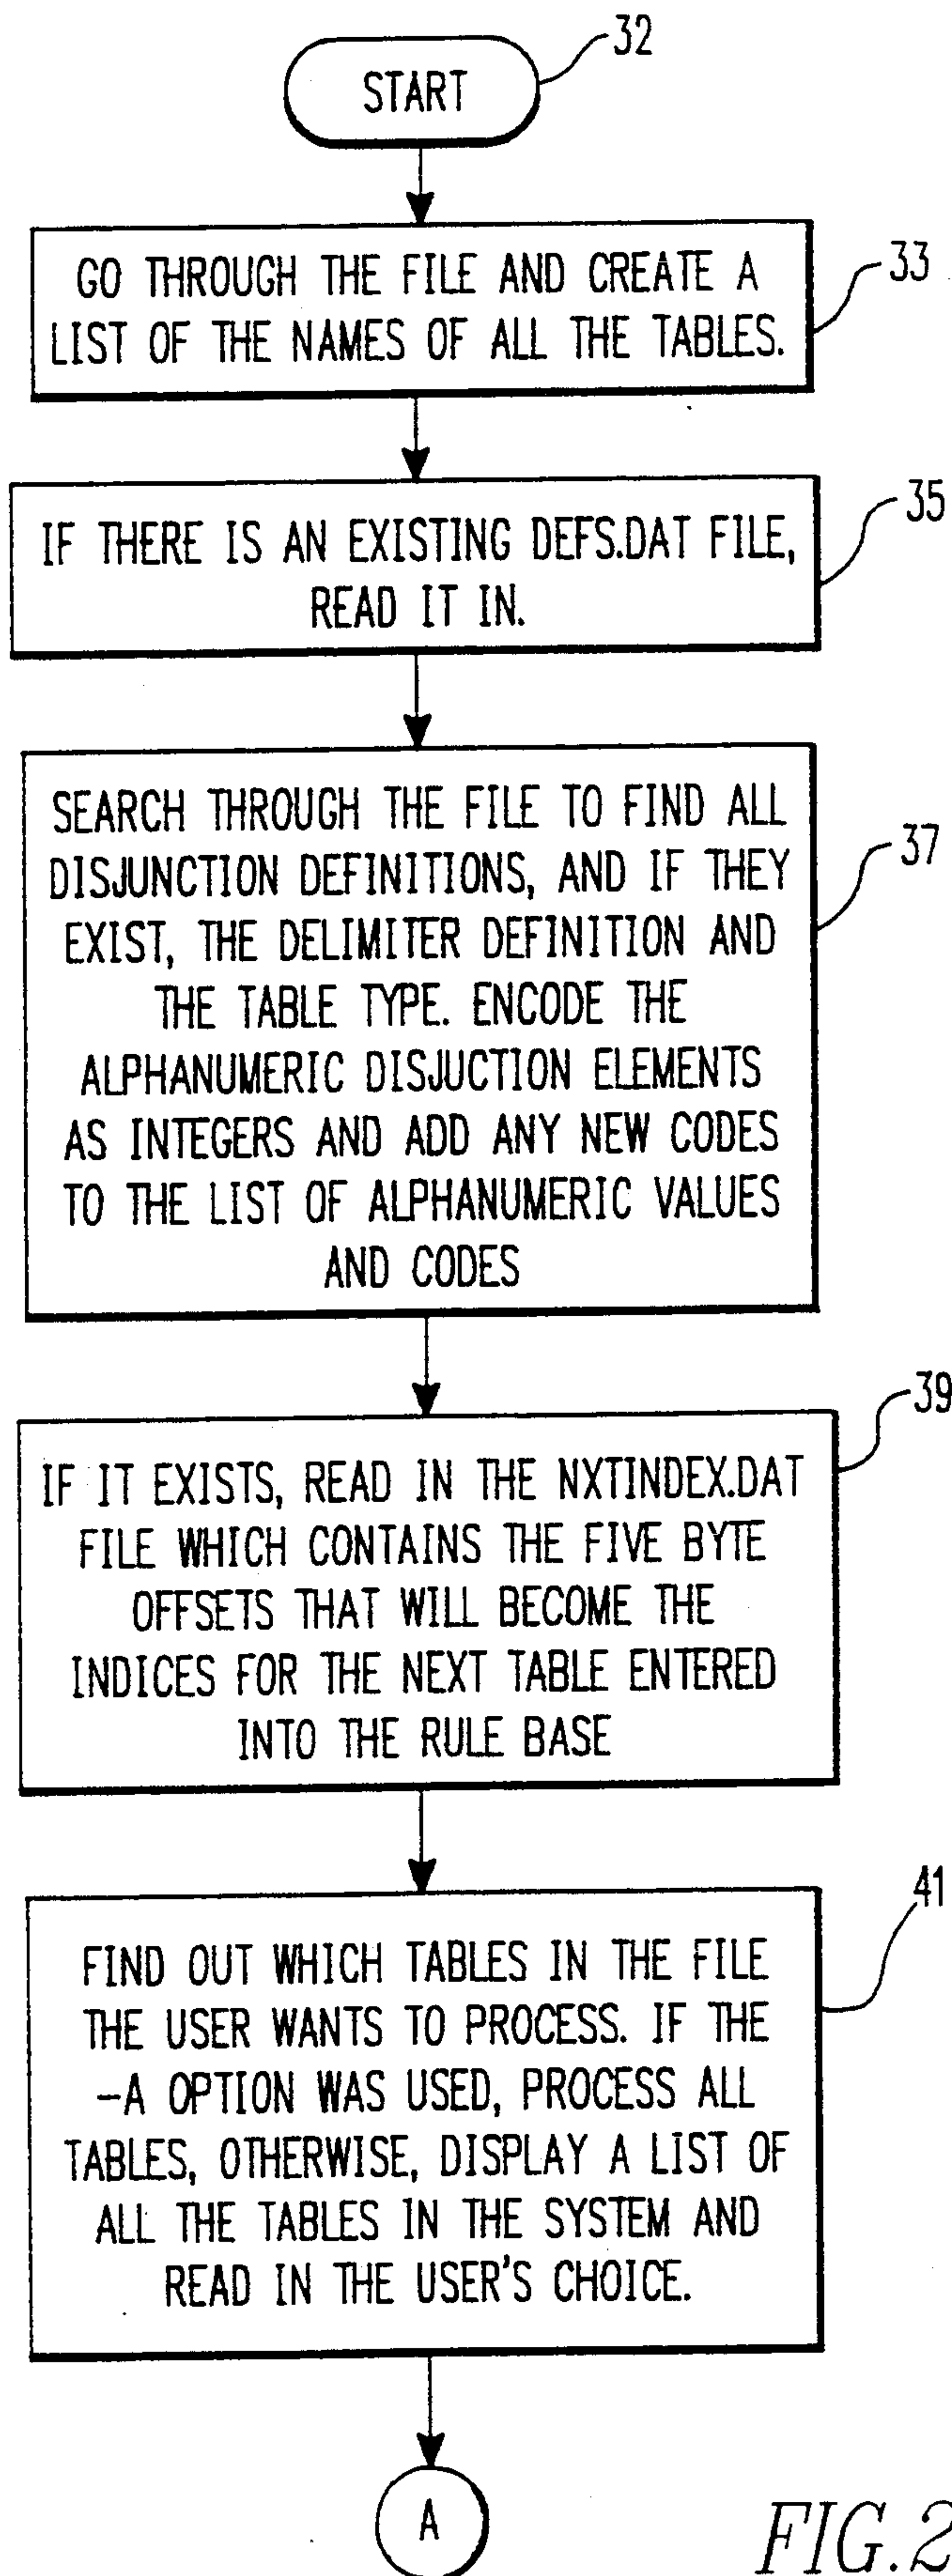 START
32
GO THROUGH THE FILE AND CREATE A
LIST OF THE NAMES OF ALL THE TABLES.
33
IF THERE IS AN EXISTING DEFS.DAT FILE,
READ IT IN.
35
SEARCH THROUGH THE FILE TO FIND ALL
DISJUNCTION DEFINITIONS, AND IF THEY
EXIST, THE DELIMITER DEFINITION AND
THE TABLE TYPE. ENCODE THE
ALPHANUMERIC DISJUCTION ELEMENTS
AS INTEGERS AND ADD ANY NEW CODES
TO THE LIST OF ALPHANUMERIC VALUES
AND CODES
37
IF IT EXISTS, READ IN THE NXTINDEX.DAT
FILE WHICH CONTAINS THE FIVE BYTE
OFFSETS THAT WILL BECOME THE
INDICES FOR THE NEXT TABLE ENTERED
INTO THE RULE BASE
39
FIND OUT WHICH TABLES IN THE FILE
THE USER WANTS TO PROCESS. IF THE
-A OPTION WAS USED, PROCESS ALL
TABLES, OTHERWISE, DISPLAY A LIST OF
ALL THE TABLES IN THE SYSTEM AND
READ IN THE USER'S CHOICE.
41
A
FIG.2